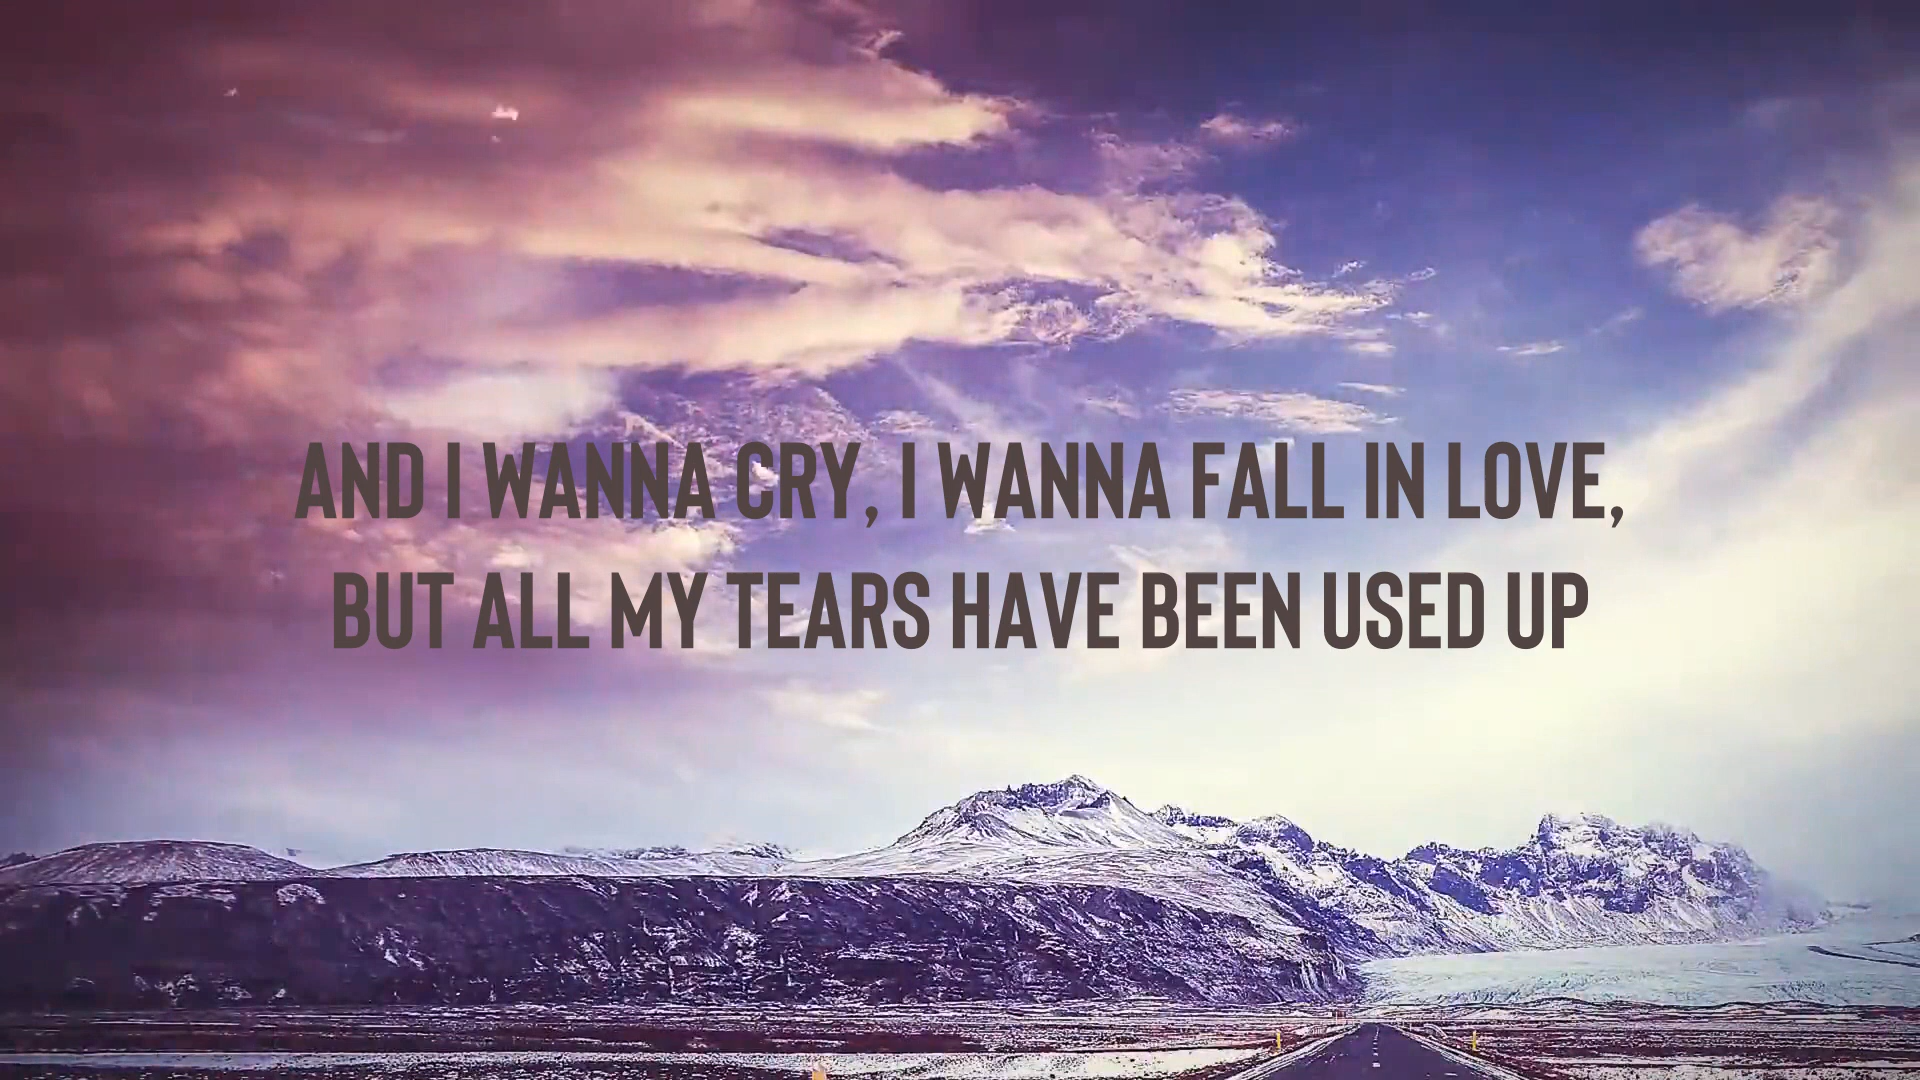 AND I WANNA CRY, I WANNA FALL IN LOVE,
BUT ALL MY TEARS HAVE BEEN USED UP